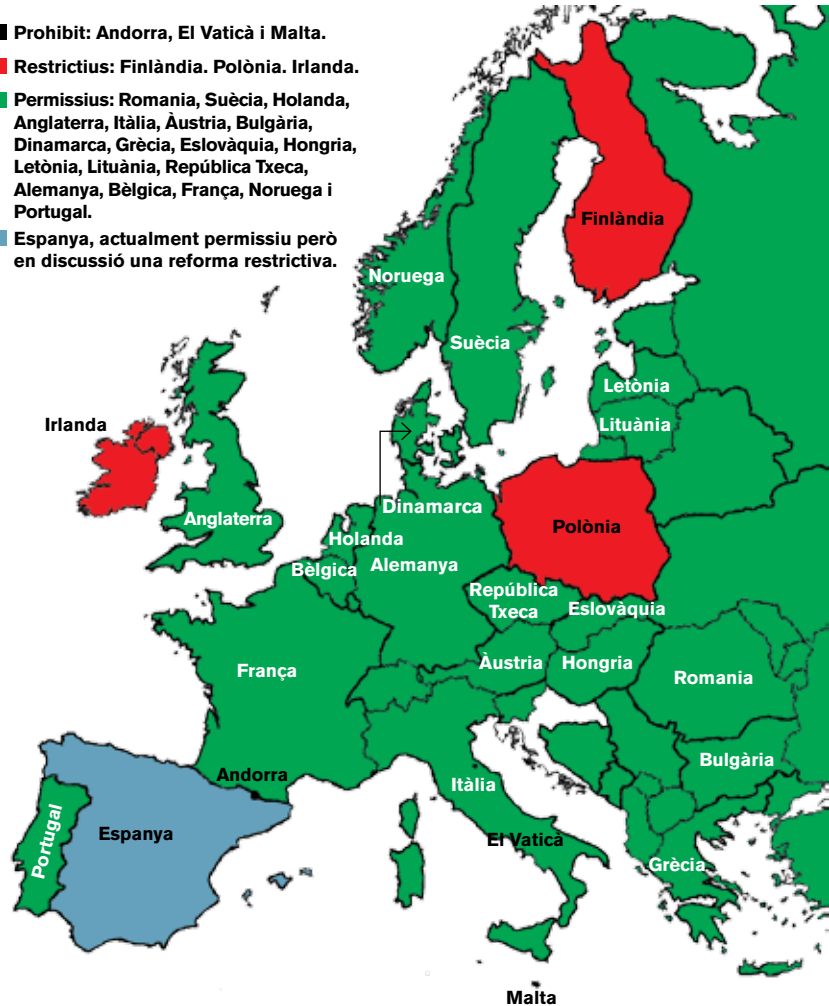 Prohibit: Andorra, El Vaticà i Malta.
Restrictius: Finlàndia. Polònia. Irlanda.
Permissius: Romania, Suècia, Holanda,
Anglaterra, Itàlia, Àustria, Bulgària,
Dinamarca, Grècia, Eslovàquia, Hongria,
Letònia, Lituània, República Txeca,
Alemanya, Bèlgica, França, Noruega i
Portugal.
Espanya, actualment permissiu però
en discussió una reforma restrictiva.
Finlàndia
Noruega
Suècia
Letònia
Lituània
Irlanda
Anglaterra
Dinamarca
Holanda
Polònia
Bèlgica
Alemanya
República
Txeca
Eslovàquia
Àustria
Hongria
França
Romania
Bulgària
Andorra
Itàlia
Portugal
Espanya
El Vaticà
Grècia
Malta